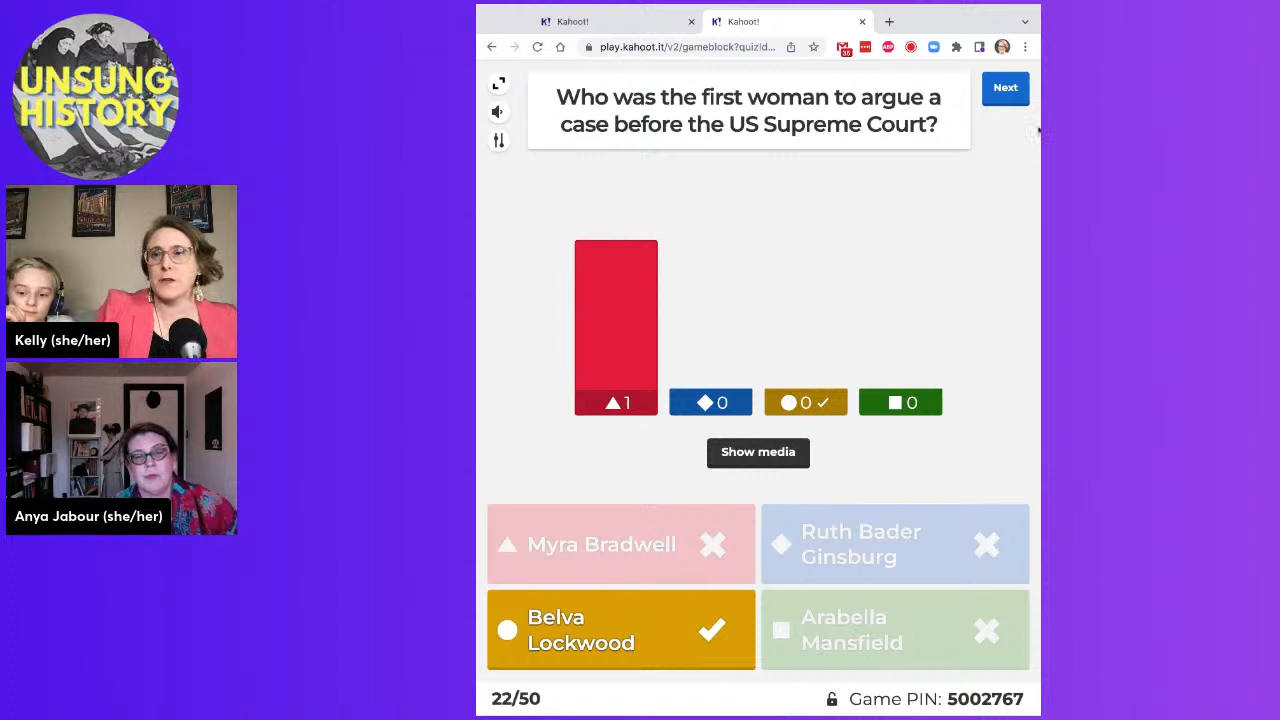 UNSUNG
HISTORY
Kelly (she/her)
Anya Jabour (she/her)
K! Kahoot!
K! Kahoot!
play.kahoot.it/v2/gameblock?quizId...
35
ABP
Who was the first woman to argue a
case before the US Supreme Court?
Next
1
0
0
0
Show media
Myra Bradwell
Ruth Bader
Ginsburg
Belva
Lockwood
Arabella
Mansfield
22/50
Game PIN: 5002767